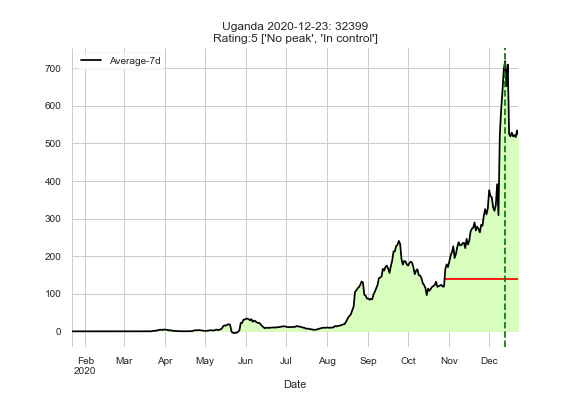 Uganda 2020-12-23: 32399
Rating:5 ['No peak', 'In control']
Average-7d
700
600
500
400
300
200
100
0
Feb Mar Apr May Jun Jul Aug Sep Oct Nov Dec
2020
Date